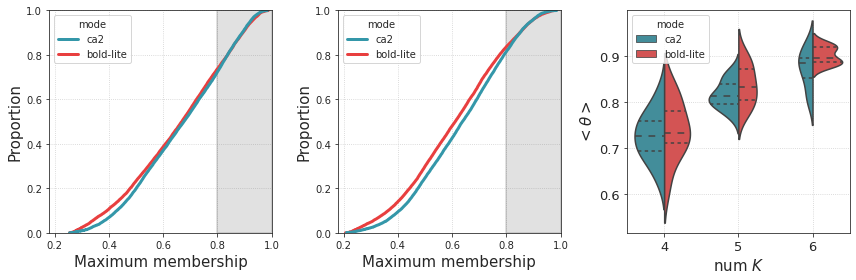 mode
ca2
bold-lite
1.0
0.8
0.6
0.4
0.2
0.0
Proportion
0.2 0.4 0.6 0.8 1.0
Maximum membership
mode
ca2
bold-lite
1.0
0.8
0.6
0.4
0.2
0.0
Proportion
0.2 0.4 0.6 0.8 1.0
Maximum membership
mode
ca2
bold-lite
0.9
0.8
0.7
0.6
<θ>
4 5 6
num K